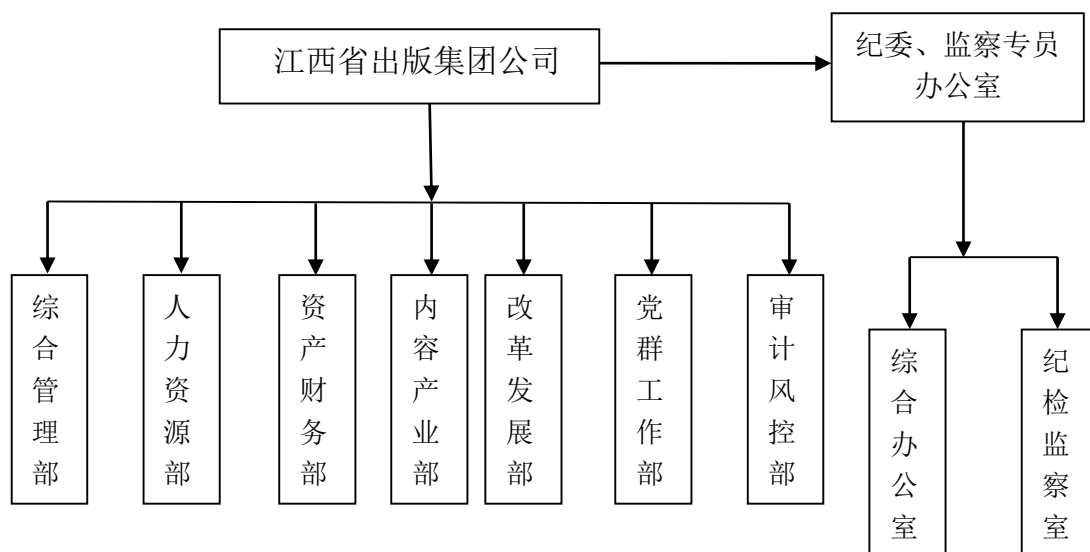 江西省出版集团公司
纪委、监察专员
办公室
综合管理部
人力资源部
资产财务部
内容产业部
改革发展部
党群工作部
审计风控部
综合办公室
纪检监察室